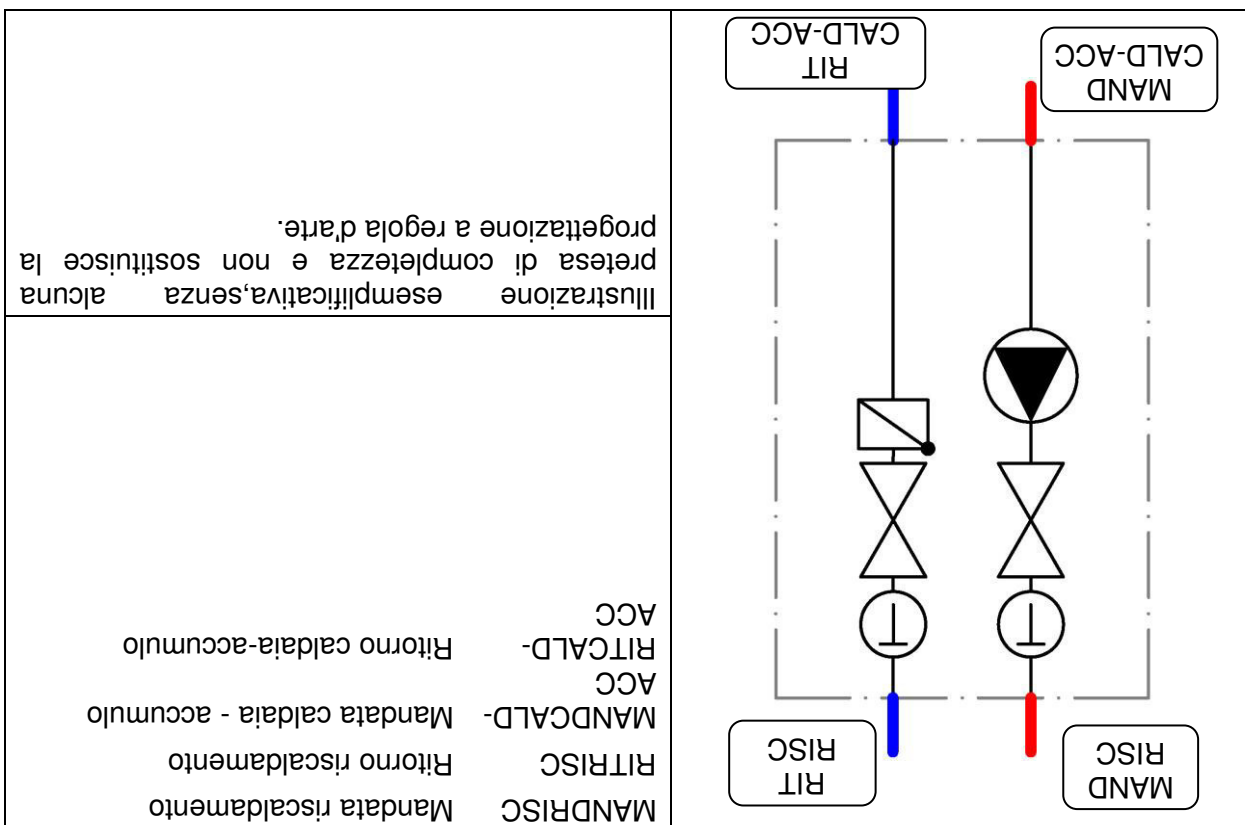 MAND
RISC
RIT
RISC
T
T
MAND
CALD-ACC
RIT
CALD-ACC
MANDRISC Mandata riscaldamento
RITRISC Ritorno riscaldamento
MANDCALD- Mandata caldaia - accumulo
ACC
RITCALD- Ritorno caldaia-accumulo
ACC
Illustrazione esemplificativa,senza alcuna
pretesa di completezza e non sostituisce la
progettazione a regola d'arte.